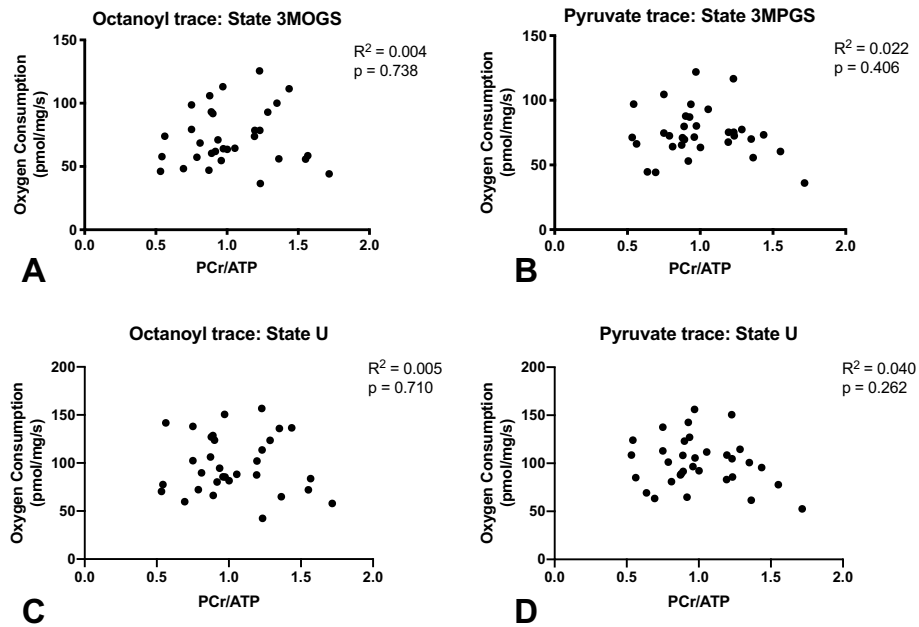 Octanoyl trace: State 3MOGS
R² = 0.004
p = 0.738
Oxygen Consumption
(pmol/mg/s)
150
100
50
0
0.0 0.5 1.0 1.5 2.0
PCr/ATP
A
Pyruvate trace: State 3MPGS
R² = 0.022
p = 0.406
Oxygen Consumption
(pmol/mg/s)
150
100
50
0
0.0 0.5 1.0 1.5 2.0
PCr/ATP
B
Octanoyl trace: State U
R² = 0.005
p = 0.710
Oxygen Consumption
(pmol/mg/s)
200
150
100
50
0
0.0 0.5 1.0 1.5 2.0
PCr/ATP
C
Pyruvate trace: State U
R² = 0.040
p = 0.262
Oxygen Consumption
(pmol/mg/s)
200
150
100
50
0
0.0 0.5 1.0 1.5 2.0
PCr/ATP
D